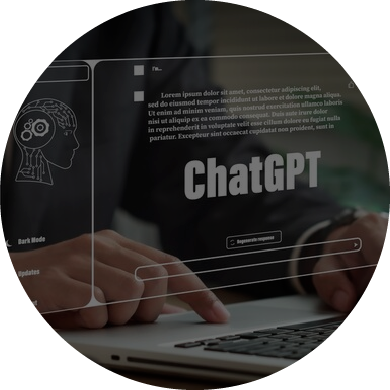 I'm...
Lorem ipsum dolor sit amet, consectetur adipiscing elit,
sed do eiusmod tempor incididunt ut labore et dolore magna aliqua.
Ut enim ad minim veniam, quis nostrud exercitation ullamco laboris
nisi ut aliquip ex ea commodo consequat. Duis aute irure dolor
in reprehenderit in voluptate velit esse cillum dolore eu fugiat nulla
pariatur. Excepteur sint occaecat cupidatat non proident, sunt in
ChatGPT
Regenerate response
Dark Mode
Updates